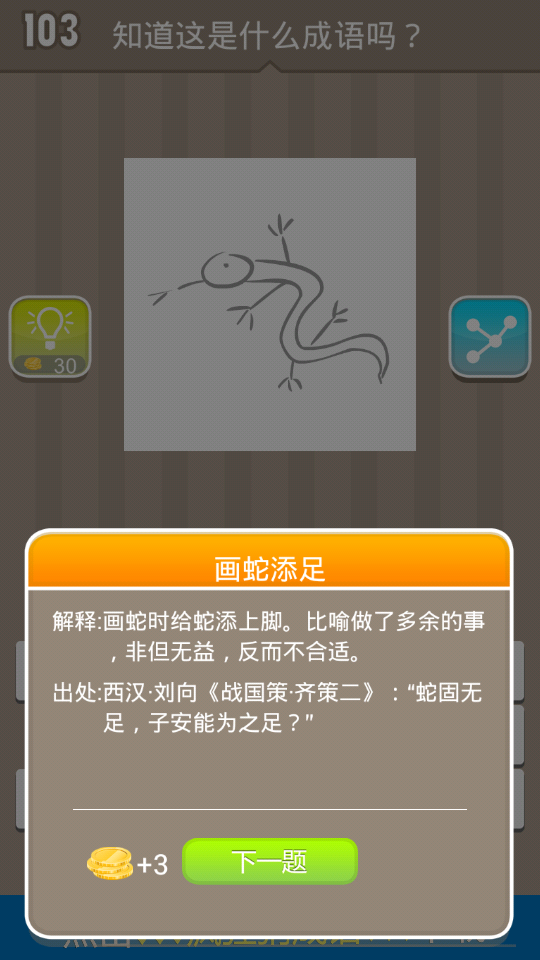 103
知道这是什么成语吗？
30
画蛇添足
解释:画蛇时给蛇添上脚。比喻做了多余的事
，非但无益，反而不合适。
出处:西汉·刘向《战国策·齐策二》：“蛇固无
足，子安能为之足？”
+3
下一题